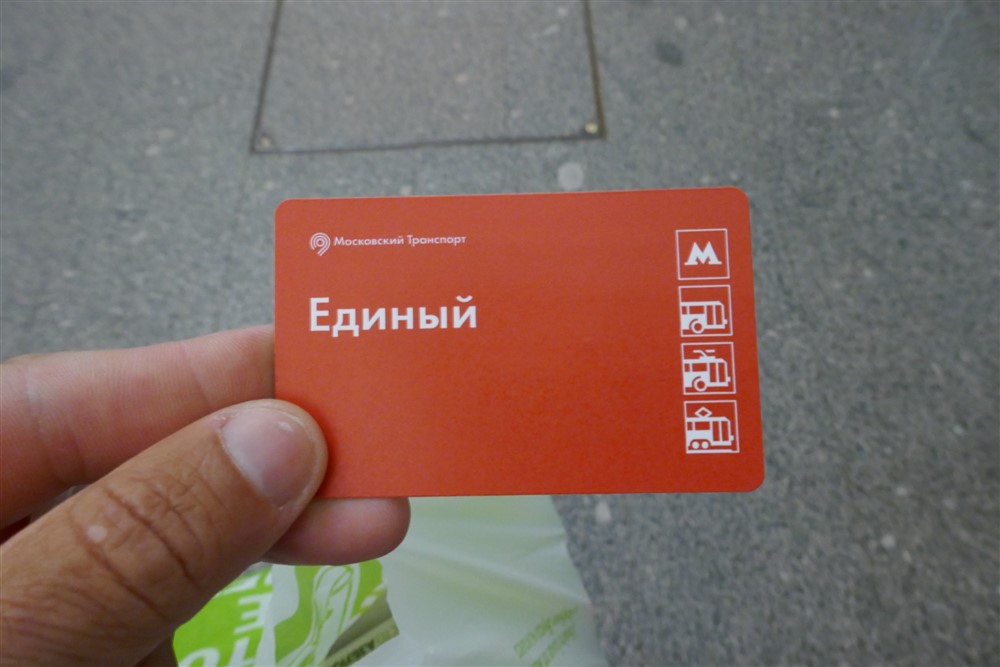 Московский Транспорт
Единый
М